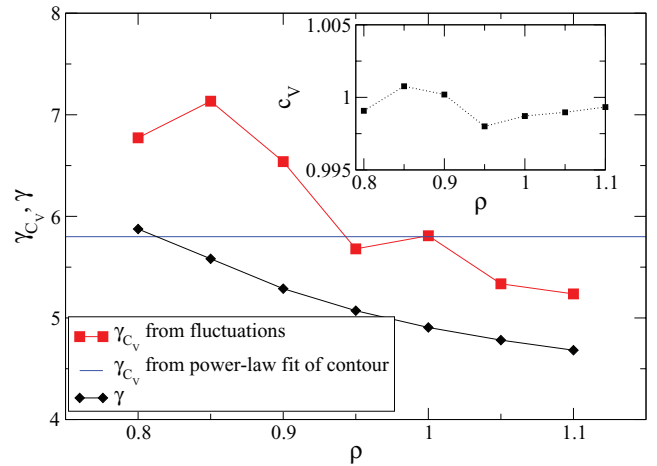 8
7
6
5
4
γ_{C_V}, γ
0.8
0.9
1
1.1
ρ
γ_{C_V} from fluctuations
γ_{C_V} from power-law fit of contour
γ
1.005
1
0.995
c_V
0.8
0.9
1
1.1
ρ